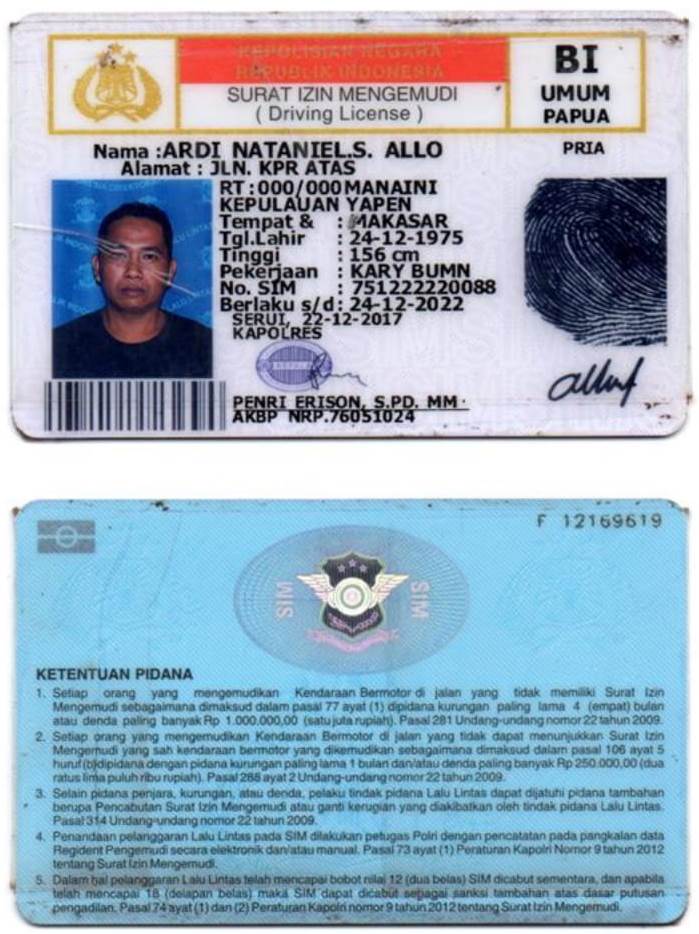 KEPOLISIAN NEGARA
REPUBLIK INDONESIA
SURAT IZIN MENGEMUDI
( Driving License )
BI
UMUM
PAPUA
PRIA
Nama :ARDI NATANIEL.S. ALLO
Alamat : JLN. KPR ATAS
RT:000/000MANAINI
KEPULAUAN YAPEN
Tempat & : MAKASAR
Tgl.Lahir : 24-12-1975
Tinggi : 156 cm
Pekerjaan : KARY BUMN
No. SIM : 751222220088
Berlaku s/d: 24-12-2022
SERUI, 22-12-2017
KAPOLRES
PENRI ERISON, S.PD. MM.
AKBP NRP.76051024
F 12169619
SIM
SIM
KETENTUAN PIDANA
1. Setiap orang yang mengemudikan Kendaraan Bermotor di jalan yang tidak memiliki Surat Izin
Mengemudi sebagaimana dimaksud dalam pasal 77 ayat (1) dipidana kurungan paling lama 4 (empat) bulan
atau denda paling banyak Rp 1.000.000,00 (satu juta rupiah). Pasal 281 Undang-undang nomor 22 tahun 2009.
2. Setiap orang yang mengemudikan Kendaraan Bermotor di jalan yang tidak dapat menunjukkan Surat Izin
Mengemudi yang sah kendaraan bermotor yang dikemudikan sebagaimana dimaksud dalam pasal 106 ayat 5
huruf (b)dipidana dengan pidana kurungan paling lama 1 bulan dan/atau denda paling banyak Rp 250.000,00 (dua
ratus lima puluh ribu rupiah). Pasal 288 ayat 2 Undang-undang nomor 22 tahun 2009.
3. Selain pidana penjara, kurungan, atau denda, pelaku tindak pidana Lalu Lintas dapat dijatuhi pidana tambahan
berupa Pencabutan Surat Izin Mengemudi atau ganti kerugian yang diakibatkan oleh tindak pidana Lalu Lintas.
Pasal 314 Undang-undang nomor 22 tahun 2009.
4. Penandaan pelanggaran Lalu Lintas pada SIM dilakukan petugas Polri dengan pencatatan pada pangkalan data
Regident Pengemudi secara elektronik dan/atau manual. Pasal 73 ayat (1) Peraturan Kapolri Nomor 9 tahun 2012
tentang Surat Izin Mengemudi.
5. Dalam hal pelanggaran Lalu Lintas telah mencapai bobot nilai 12 (dua belas) SIM dicabut sementara, dan apabila
telah mencapai 18 (delapan belas) maka SIM dapat dicabut sebagai sanksi tambahan atas dasar putusan
pengadilan. Pasal 74 ayat (1) dan (2) Peraturan Kapolri nomor 9 tahun 2012 tentang Surat Izin Mengemudi.